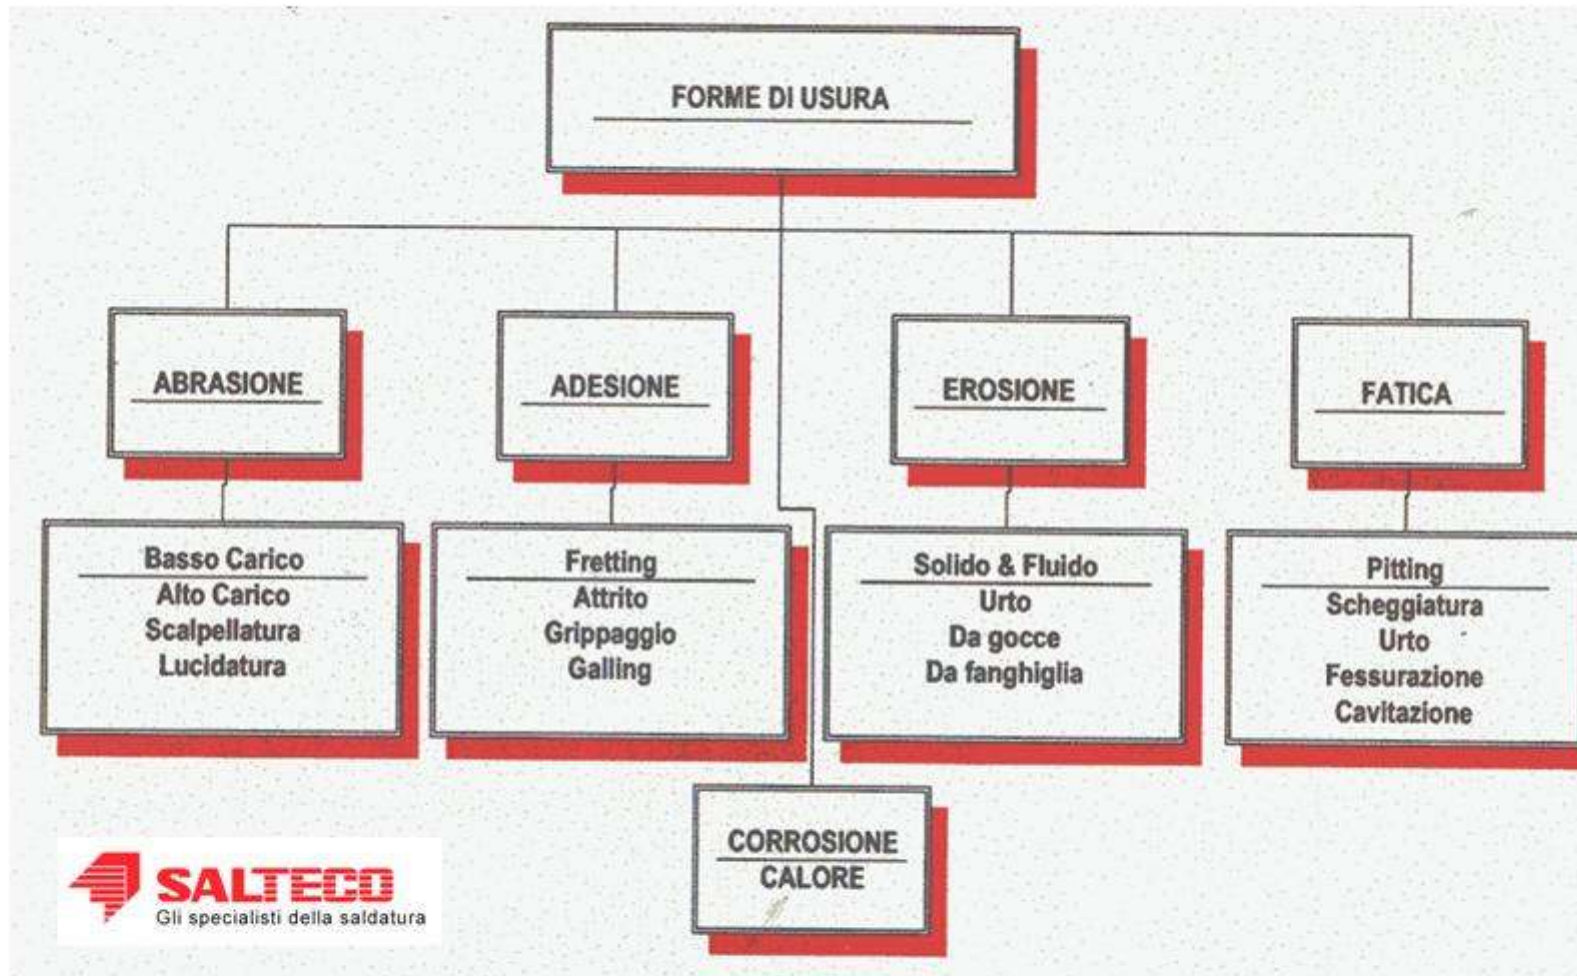 FORME DI USURA
ABRASIONE
ADESIONE
EROSIONE
FATICA
Basso Carico
Alto Carico
Scalpellatura
Lucidatura
Fretting
Attrito
Grippaggio
Galling
Solido & Fluido
Urto
Da gocce
Da fanghiglia
Pitting
Scheggiatura
Urto
Fessurazione
Cavitazione
CORROSIONE
CALORE
SALTECO
Gli specialisti della saldatura